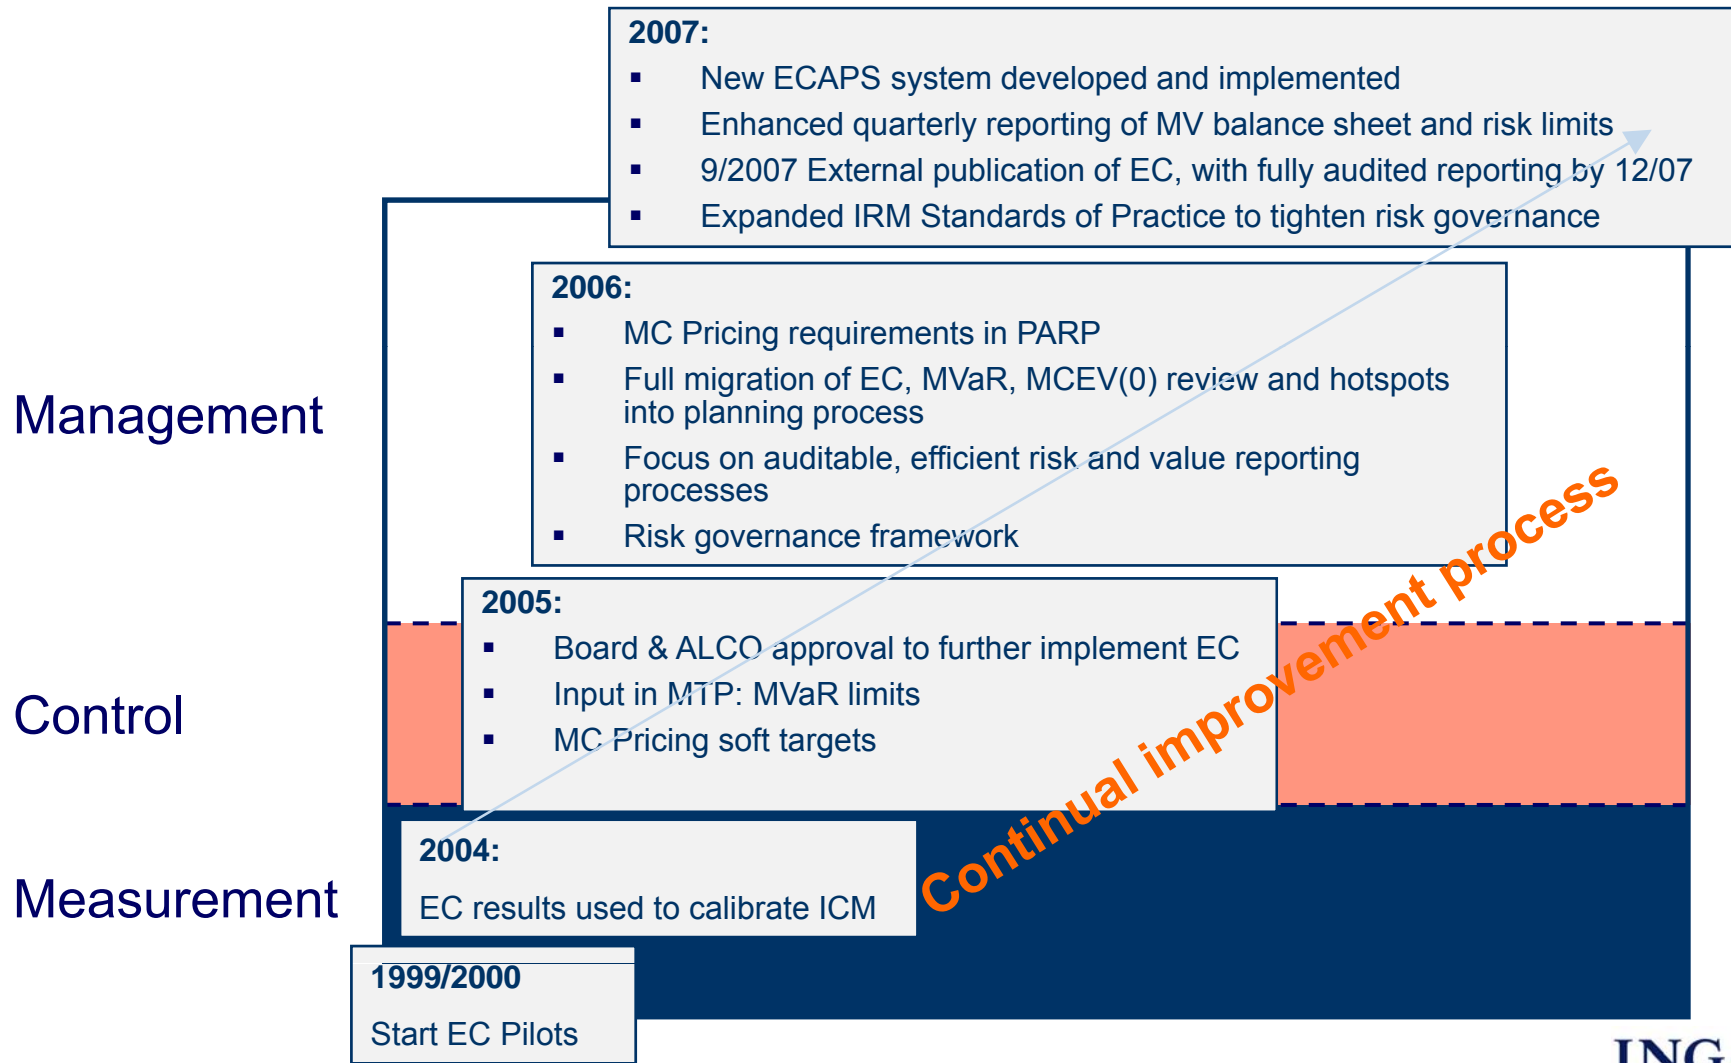 2007:
▪ New ECAPS system developed and implemented
▪ Enhanced quarterly reporting of MV balance sheet and risk limits
▪ 9/2007 External publication of EC, with fully audited reporting by 12/07
▪ Expanded IRM Standards of Practice to tighten risk governance
2006:
▪ MC Pricing requirements in PARP
▪ Full migration of EC, MVaR, MCEV(0) review and hotspots
into planning process
▪ Focus on auditable, efficient risk and value reporting
processes
▪ Risk governance framework
Management
2005:
▪ Board & ALCO approval to further implement EC
▪ Input in MTP: MVaR limits
▪ MC Pricing soft targets
Control
Continual improvement process
2004:
EC results used to calibrate ICM
Measurement
1999/2000
Start EC Pilots
ING